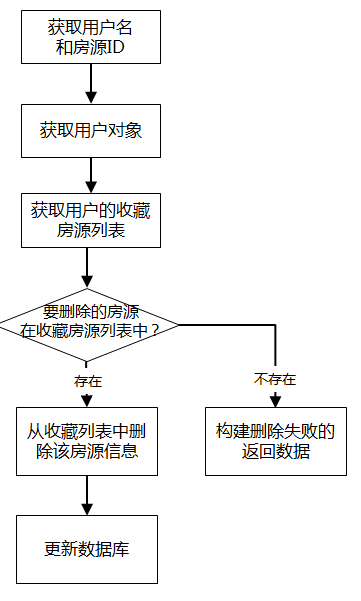 获取用户名
和房源ID
获取用户对象
获取用户的收藏
房源列表
要删除的房源
在收藏房源列表中？
存在
不存在
从收藏列表中删
除该房源信息
构建删除失败的
返回数据
更新数据库